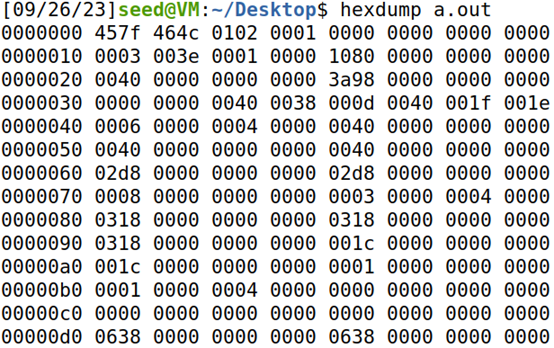 [09/26/23]seed@VM:~/Desktop$ hexdump a.out
0000000 457f 464c 0102 0001 0000 0000 0000 0000
0000010 0003 003e 0001 0000 1080 0000 0000 0000
0000020 0040 0000 0000 0000 3a98 0000 0000 0000
0000030 0000 0000 0040 0038 000d 0040 001f 001e
0000040 0006 0000 0004 0000 0040 0000 0000 0000
0000050 0040 0000 0000 0000 0040 0000 0000 0000
0000060 02d8 0000 0000 0000 02d8 0000 0000 0000
0000070 0008 0000 0000 0000 0003 0000 0004 0000
0000080 0318 0000 0000 0000 0318 0000 0000 0000
0000090 0318 0000 0000 0000 001c 0000 0000 0000
00000a0 001c 0000 0000 0000 0001 0000 0000 0000
00000b0 0001 0000 0004 0000 0000 0000 0000 0000
00000c0 0000 0000 0000 0000 0000 0000 0000 0000
00000d0 0638 0000 0000 0000 0638 0000 0000 0000